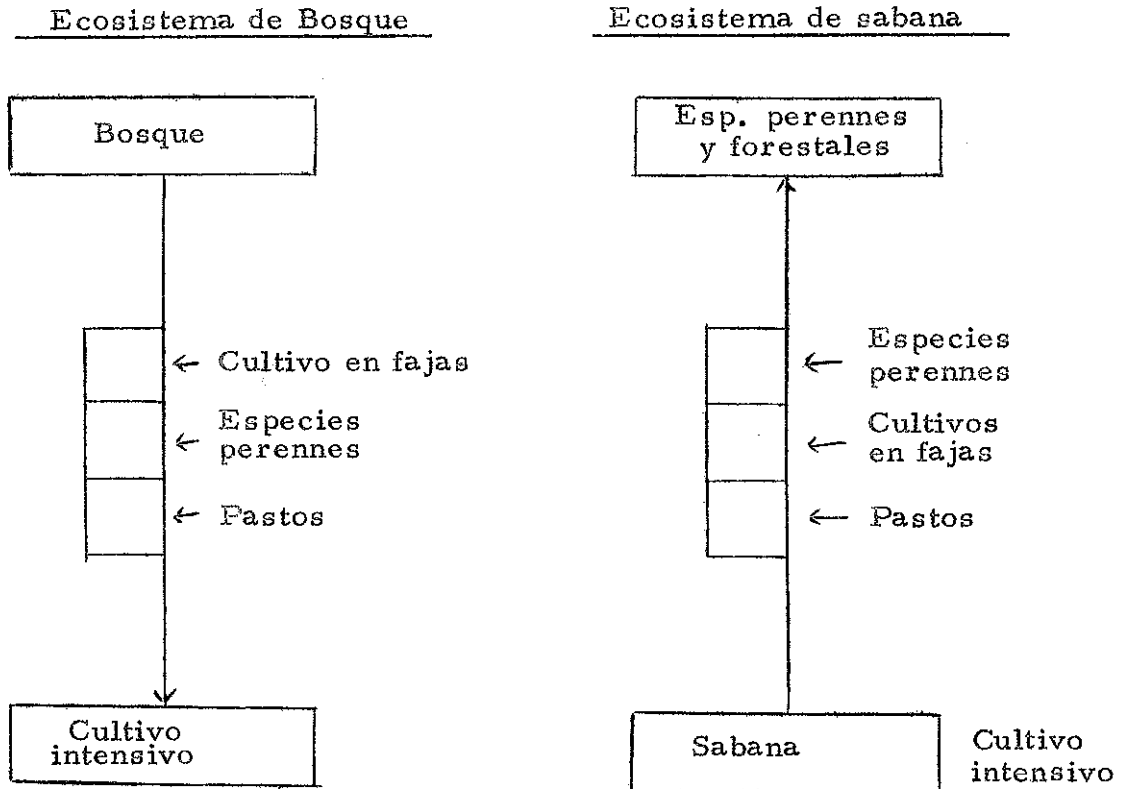 Ecosistema de Bosque
Bosque
← Cultivo en fajas
← Especies
perennes
← Pastos
Cultivo
intensivo
Ecosistema de sabana
Esp. perennes
y forestales
← Especies
perennes
← Cultivos
en fajas
← Pastos
Sabana
Cultivo
intensivo